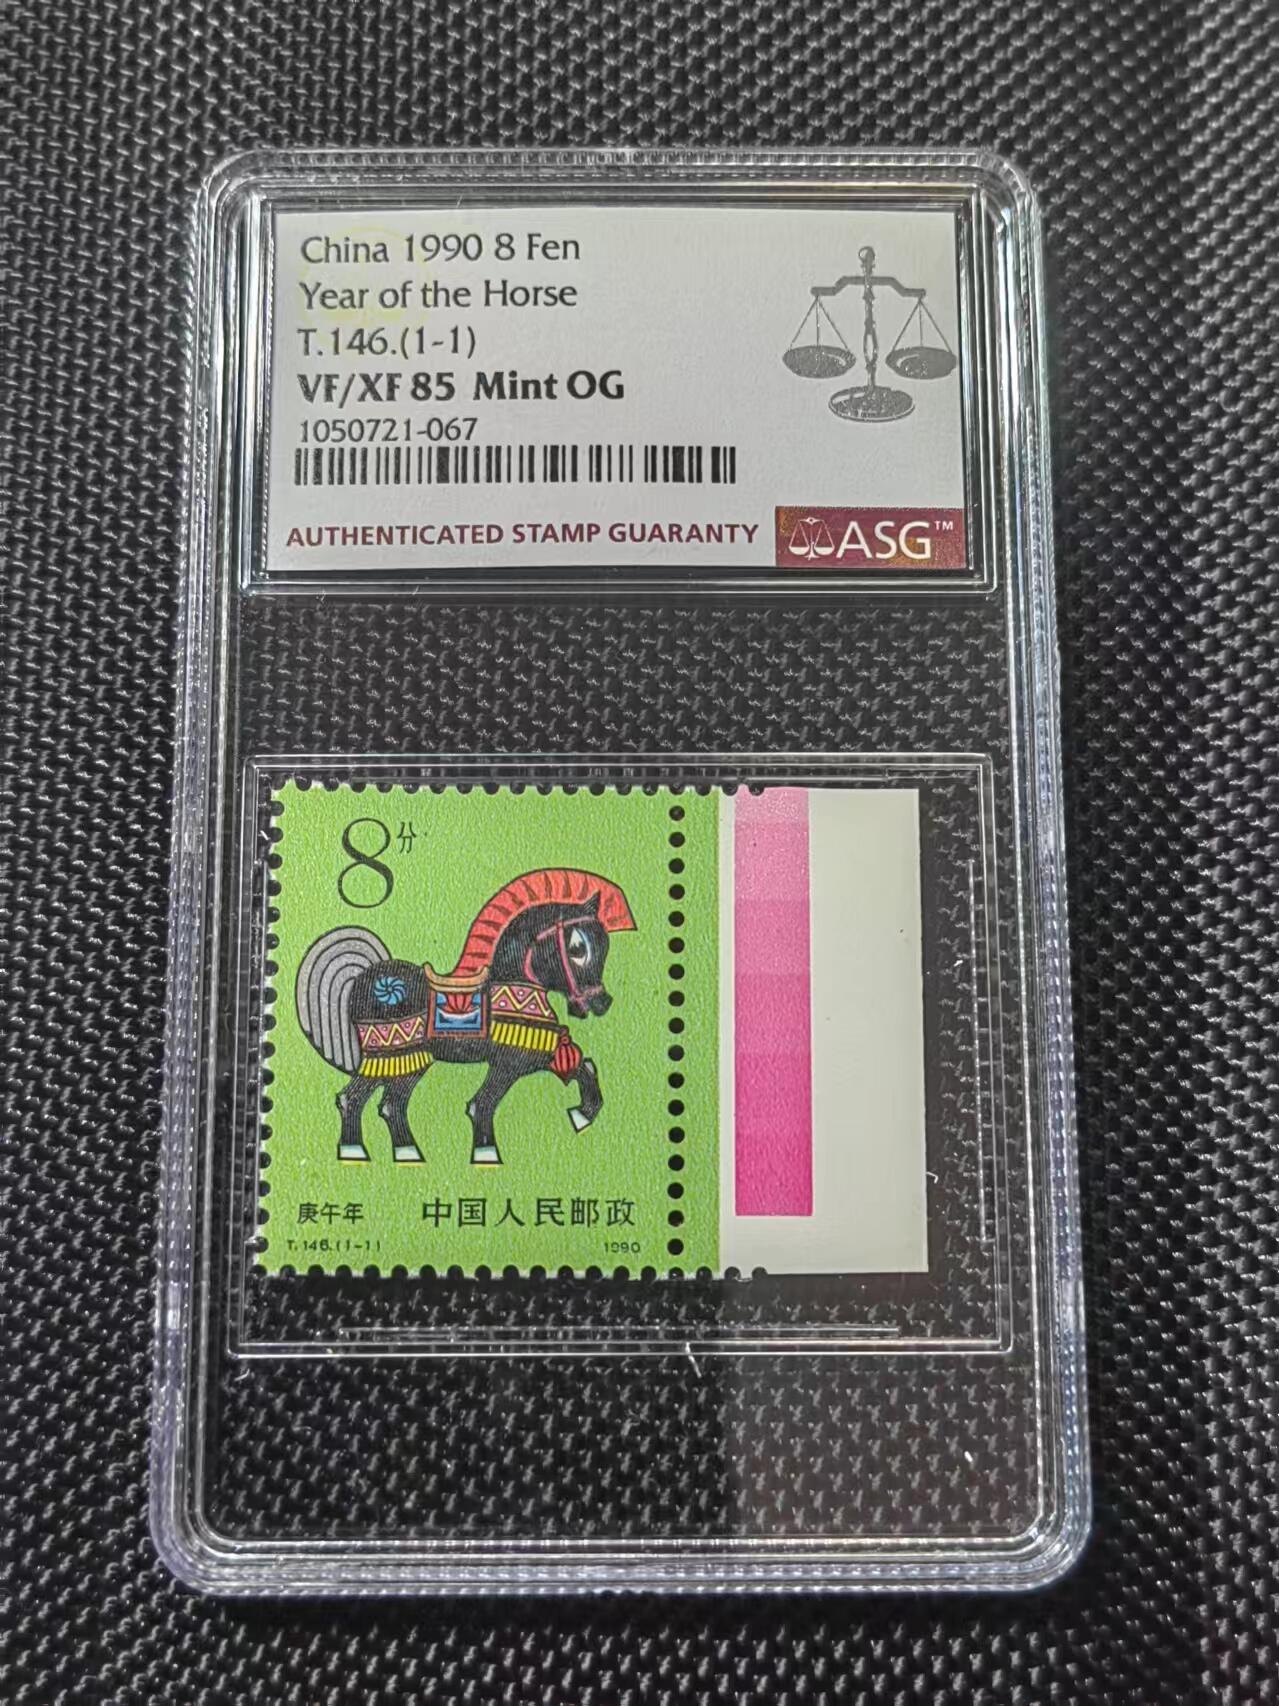 China 1990 8 Fen
Year of the Horse
T.146.(1-1)
VF/XF 85 Mint OG
1050721-067
AUTHENTICATED STAMP GUARANTY
ASG™
8分
庚午年 中国人民邮政
T.146.(1-1) 1990